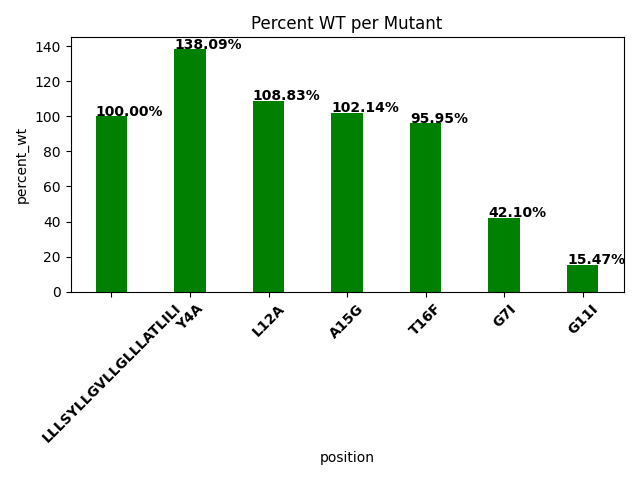 Percent WT per Mutant
percent_wt
140
120
100
80
60
40
20
0
100.00%
138.09%
108.83%
102.14%
95.95%
42.10%
15.47%
LLLSYLLGVLLGLLLATLILI
Y4A
L12A
A15G
T16F
G7I
G11I
position